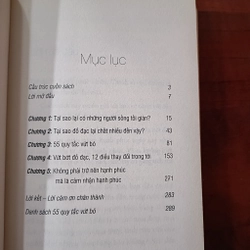 Mục lục
Cấu trúc cuốn sách 3
Lời mở đầu 7
Chương 1: Tại sao lại có những người sống tối giản? 15
Chương 2: Tại sao đồ đạc lại chất nhiều đến vậy? 43
Chương 3: 55 quy tắc vứt bỏ 81
Chương 4: Vứt bớt đồ đạc, 12 điều thay đổi trong tôi 153
Chương 5: Không phải trở nên hạnh phúc
mà là cảm nhận hạnh phúc 271
Lời kết – Lời cảm ơn chân thành 283
Danh sách 55 quy tắc vứt bỏ 289